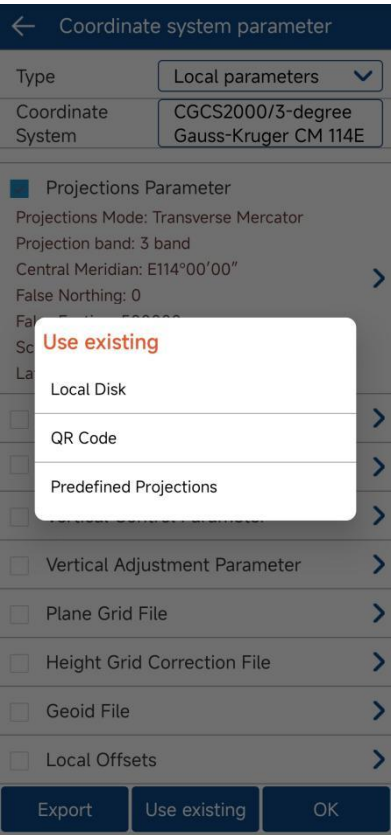 Coordinate system parameter
Type
Local parameters
Coordinate System
CGCS2000/3-degree
Gauss-Kruger CM 114E
Projections Parameter
Projections Mode: Transverse Mercator
Projection band: 3 band
Central Meridian: E114°00′00″
False Northing: 0
Use existing
Local Disk
QR Code
Predefined Projections
Vertical Adjustment Parameter
Plane Grid File
Height Grid Correction File
Geoid File
Local Offsets
Export
Use existing
OK